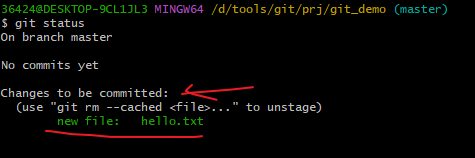 36424@DESKTOP-9CL1JL3 MINGW64 /d/tools/git/prj/git_demo (master)
$ git status
On branch master
No commits yet
Changes to be committed:
(use "git rm --cached <file>..." to unstage)
new file: hello.txt